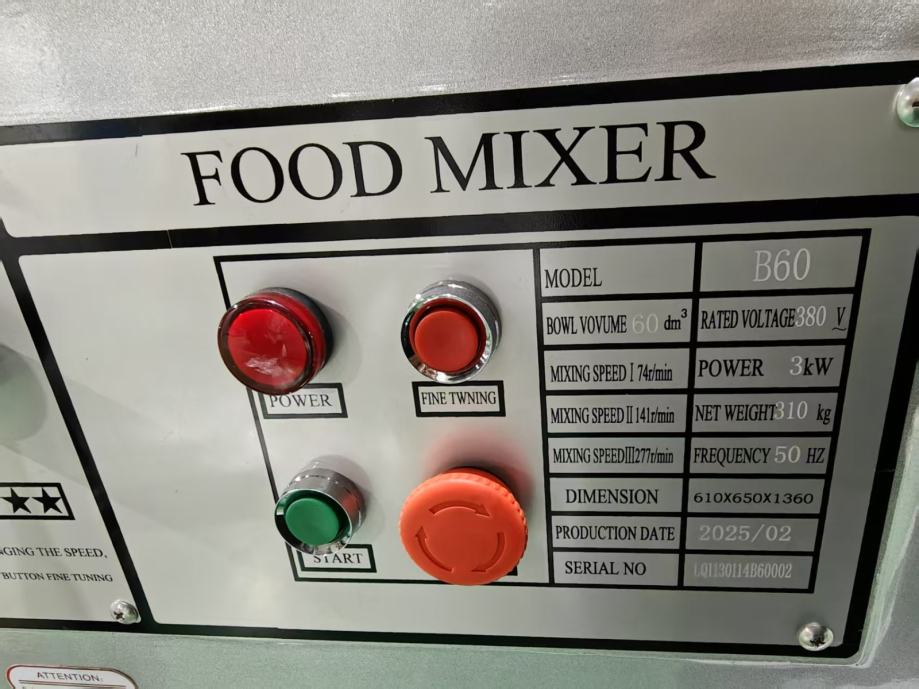 FOOD MIXER
POWER
FINE TWNING
START
MODEL B60
BOWL VOVUME 60 dm³ RATED VOLTAGE 380 V
MIXING SPEED I 74r/min POWER 3kW
MIXING SPEED II 141r/min NET WEIGHT 310 kg
MIXING SPEED III 277r/min FREQUENCY 50 HZ
DIMENSION 610X650X1360
PRODUCTION DATE 2025/02
SERIAL NO
★★
NGING THE SPEED,
BUTTON FINE TUNING
ATTENTION: